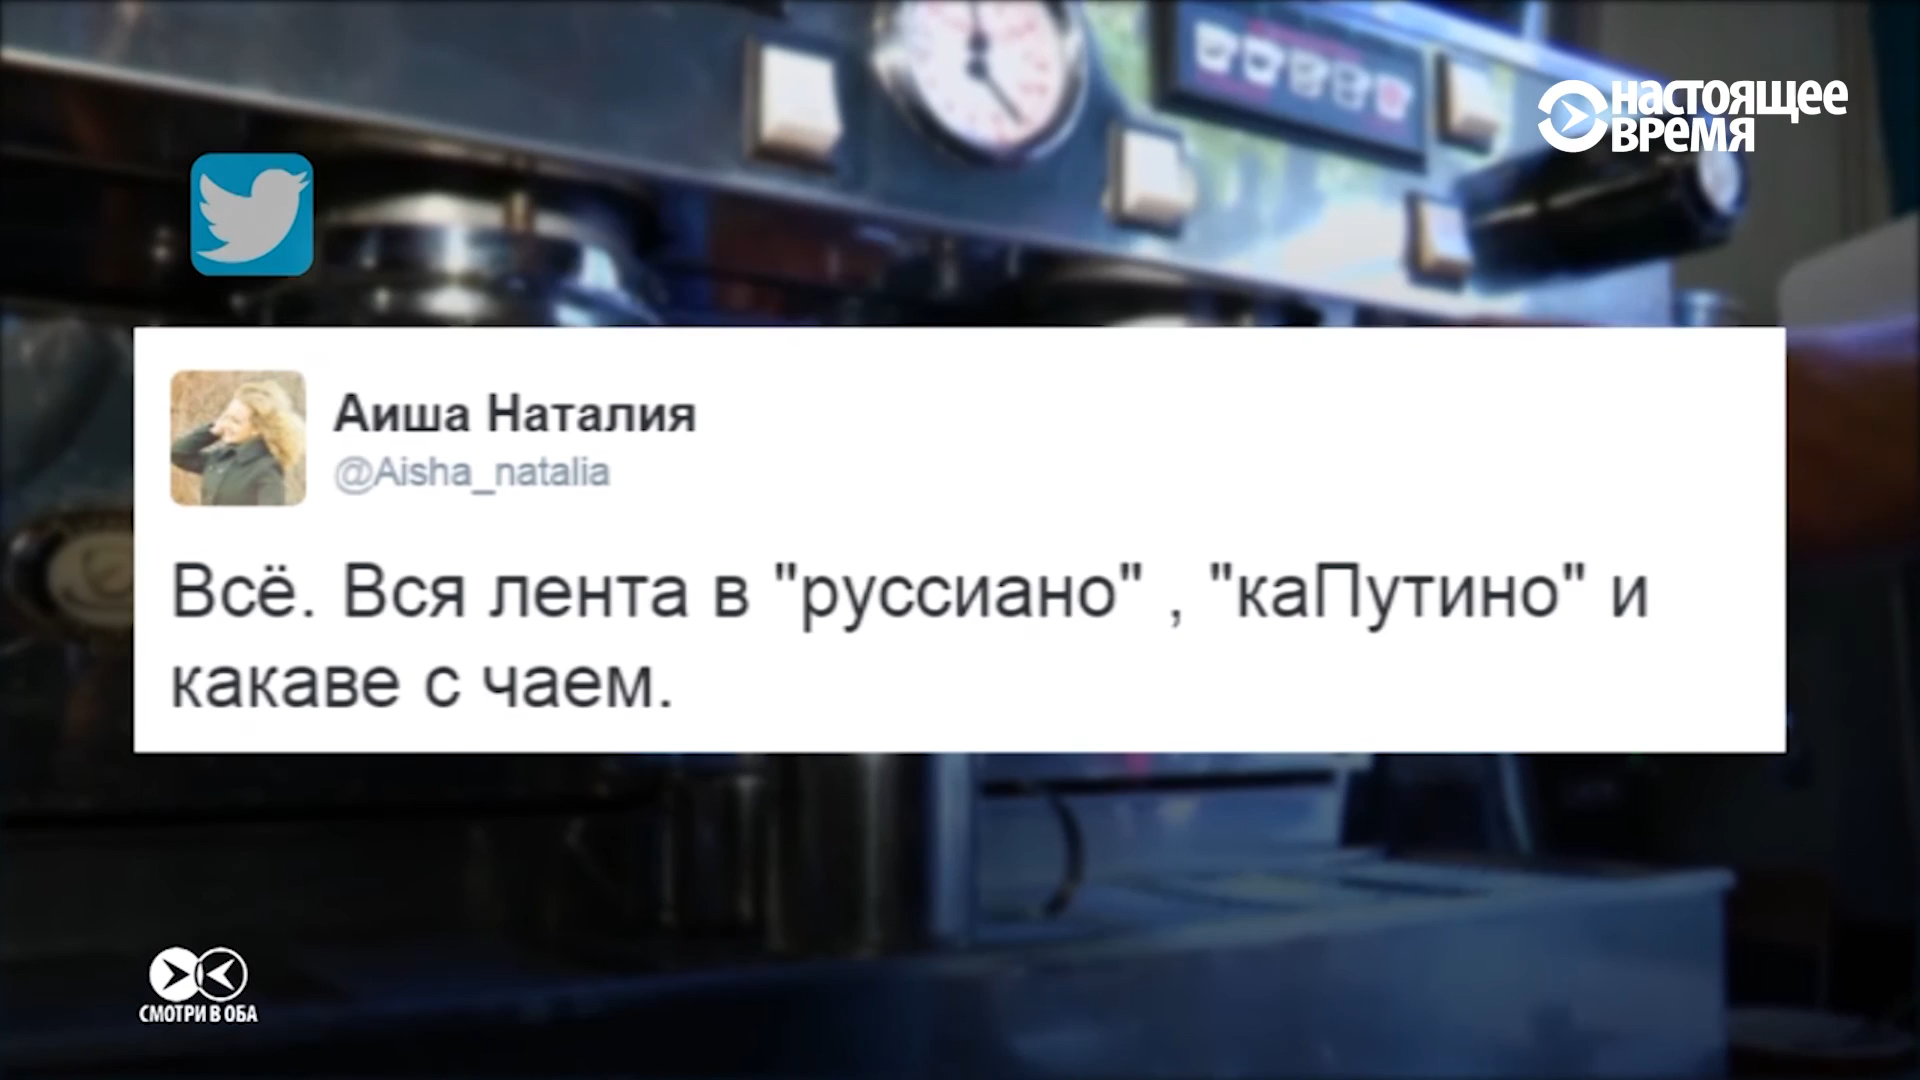 настоящее
время
Аиша Наталия
@Aisha_natalia
Всё. Вся лента в "руссиано" , "каПутино" и
какаве с чаем.
СМОТРИ В ОБА